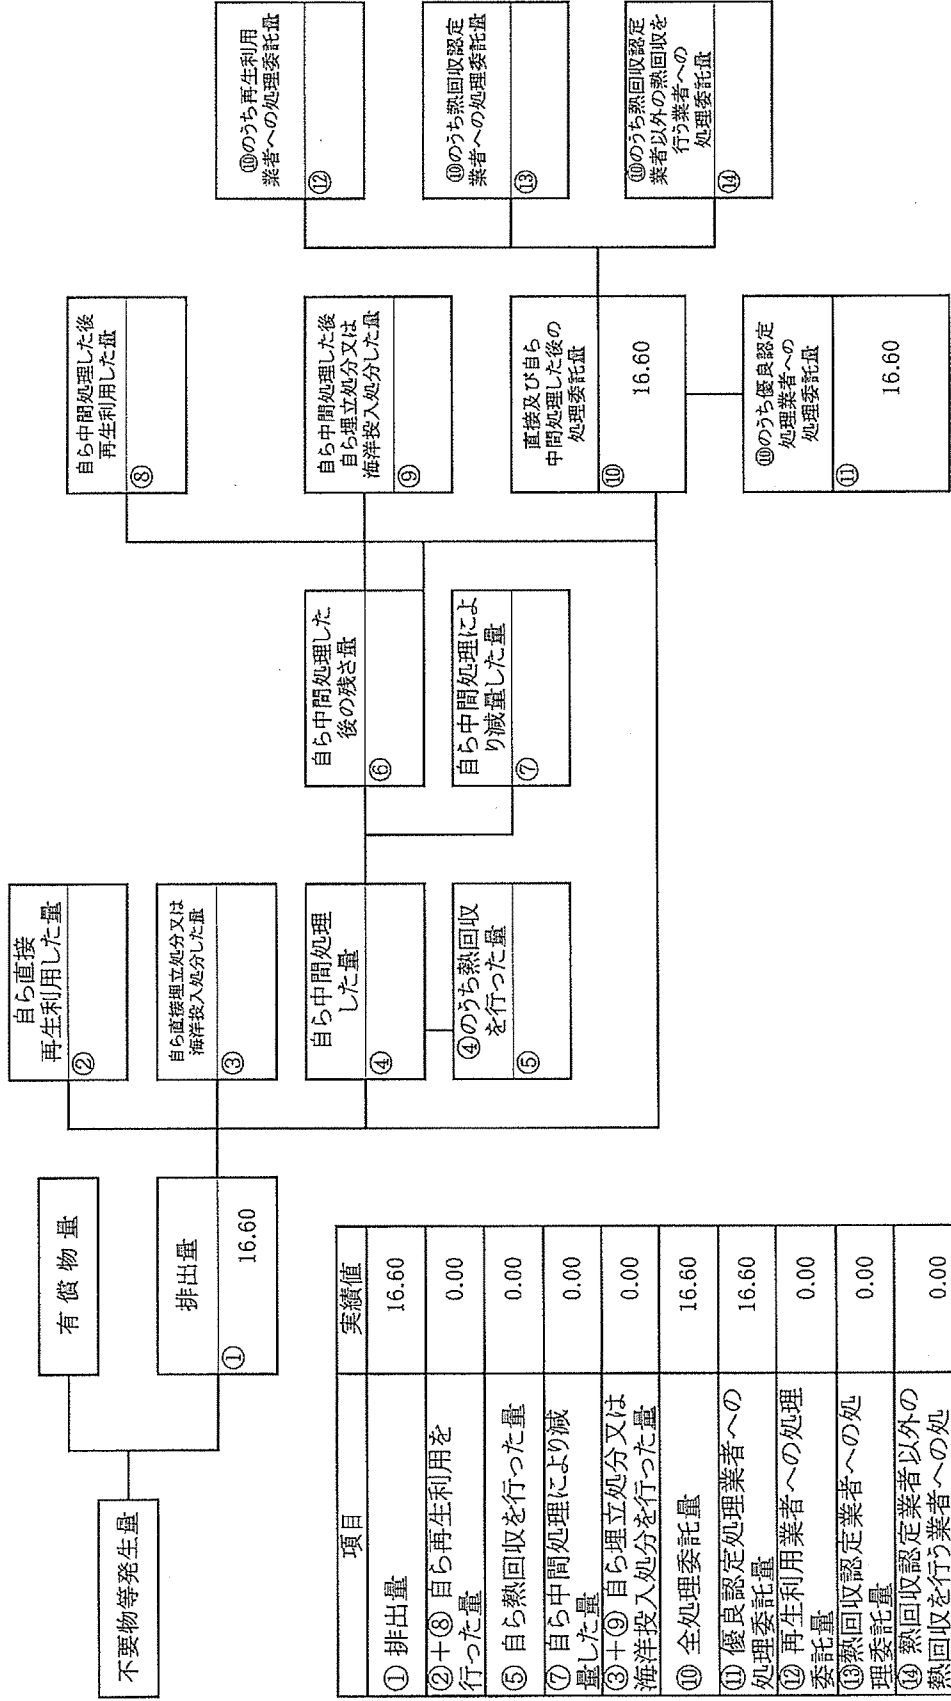 不要物等発生量
有償物量
排出量
①
16.60
自ら直接
再生利用した量
②
自ら直接埋立処分又は
海洋投入処分した量
③
自ら中間処理
した量
④
④のうち熱回収
を行った量
⑤
自ら中間処理した
後の残さ量
⑥
自ら中間処理によ
り減量した量
⑦
自ら中間処理した後
再生利用した量
⑧
自ら中間処理した後
自ら埋立処分又は
海洋投入処分した量
⑨
直接及び自ら
中間処理した後の
処理委託量
⑩
16.60
⑩のうち優良認定
処理業者への
処理委託量
⑪
16.60
⑩のうち再生利用
業者への処理委託量
⑫
⑩のうち熱回収認定
業者への処理委託量
⑬
⑩のうち熱回収認定
業者以外の熱回収を
行う業者への
処理委託量
⑭
項目 実績値
① 排出量 16.60
②+⑧ 自ら再生利用を
行った量 0.00
⑤ 自ら熱回収を行った量 0.00
⑦ 自ら中間処理により減
量した量 0.00
③+⑨ 自ら埋立処分又は
海洋投入処分を行った量 0.00
⑩ 全処理委託量 16.60
⑪ 優良認定処理業者への
処理委託量 16.60
⑫ 再生利用業者への処理
委託量 0.00
⑬熱回収認定業者への処
理委託量 0.00
⑭ 熱回収認定業者以外の
熱回収を行う業者への処 0.00